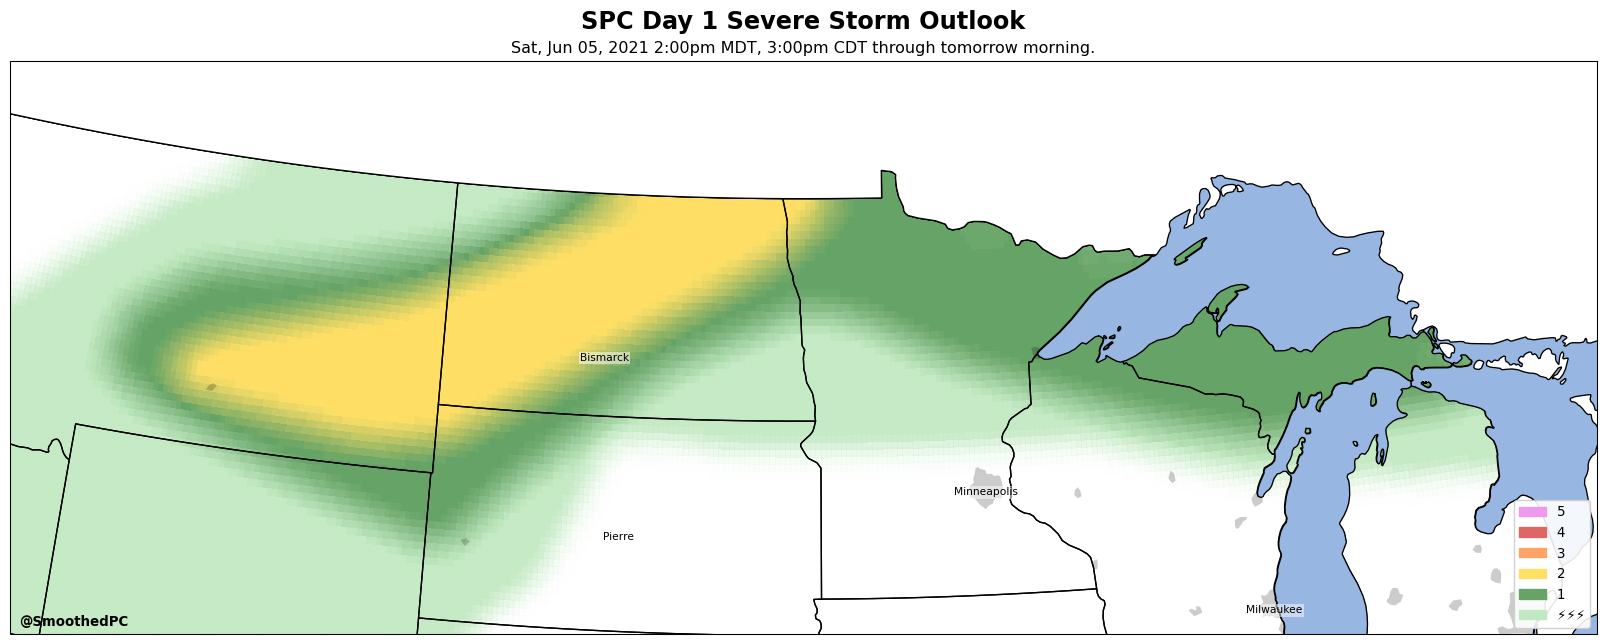 SPC Day 1 Severe Storm Outlook
Sat, Jun 05, 2021 2:00pm MDT, 3:00pm CDT through tomorrow morning.
Bismarck
Minneapolis
Pierre
Milwaukee
5
4
3
2
1
⚡⚡⚡
@SmoothedPC